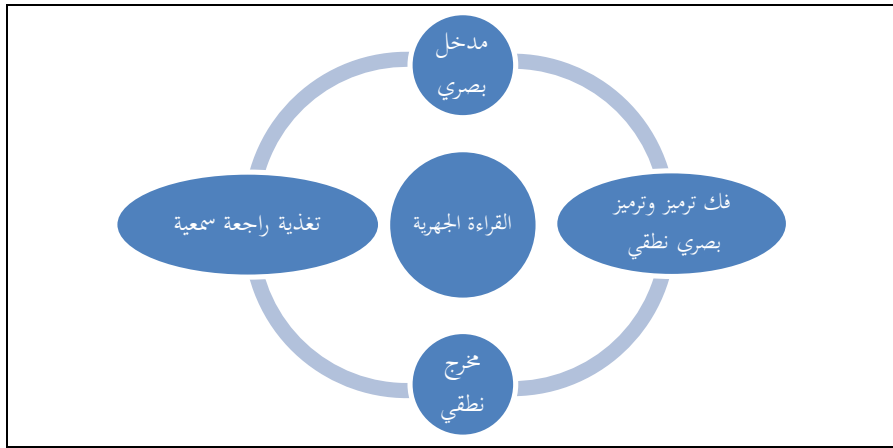 مدخل
بصري
فك ترميز وترميز
بصري نطقي
القراءة الجهرية
تغذية راجعة سمعية
مخرج
نطقي